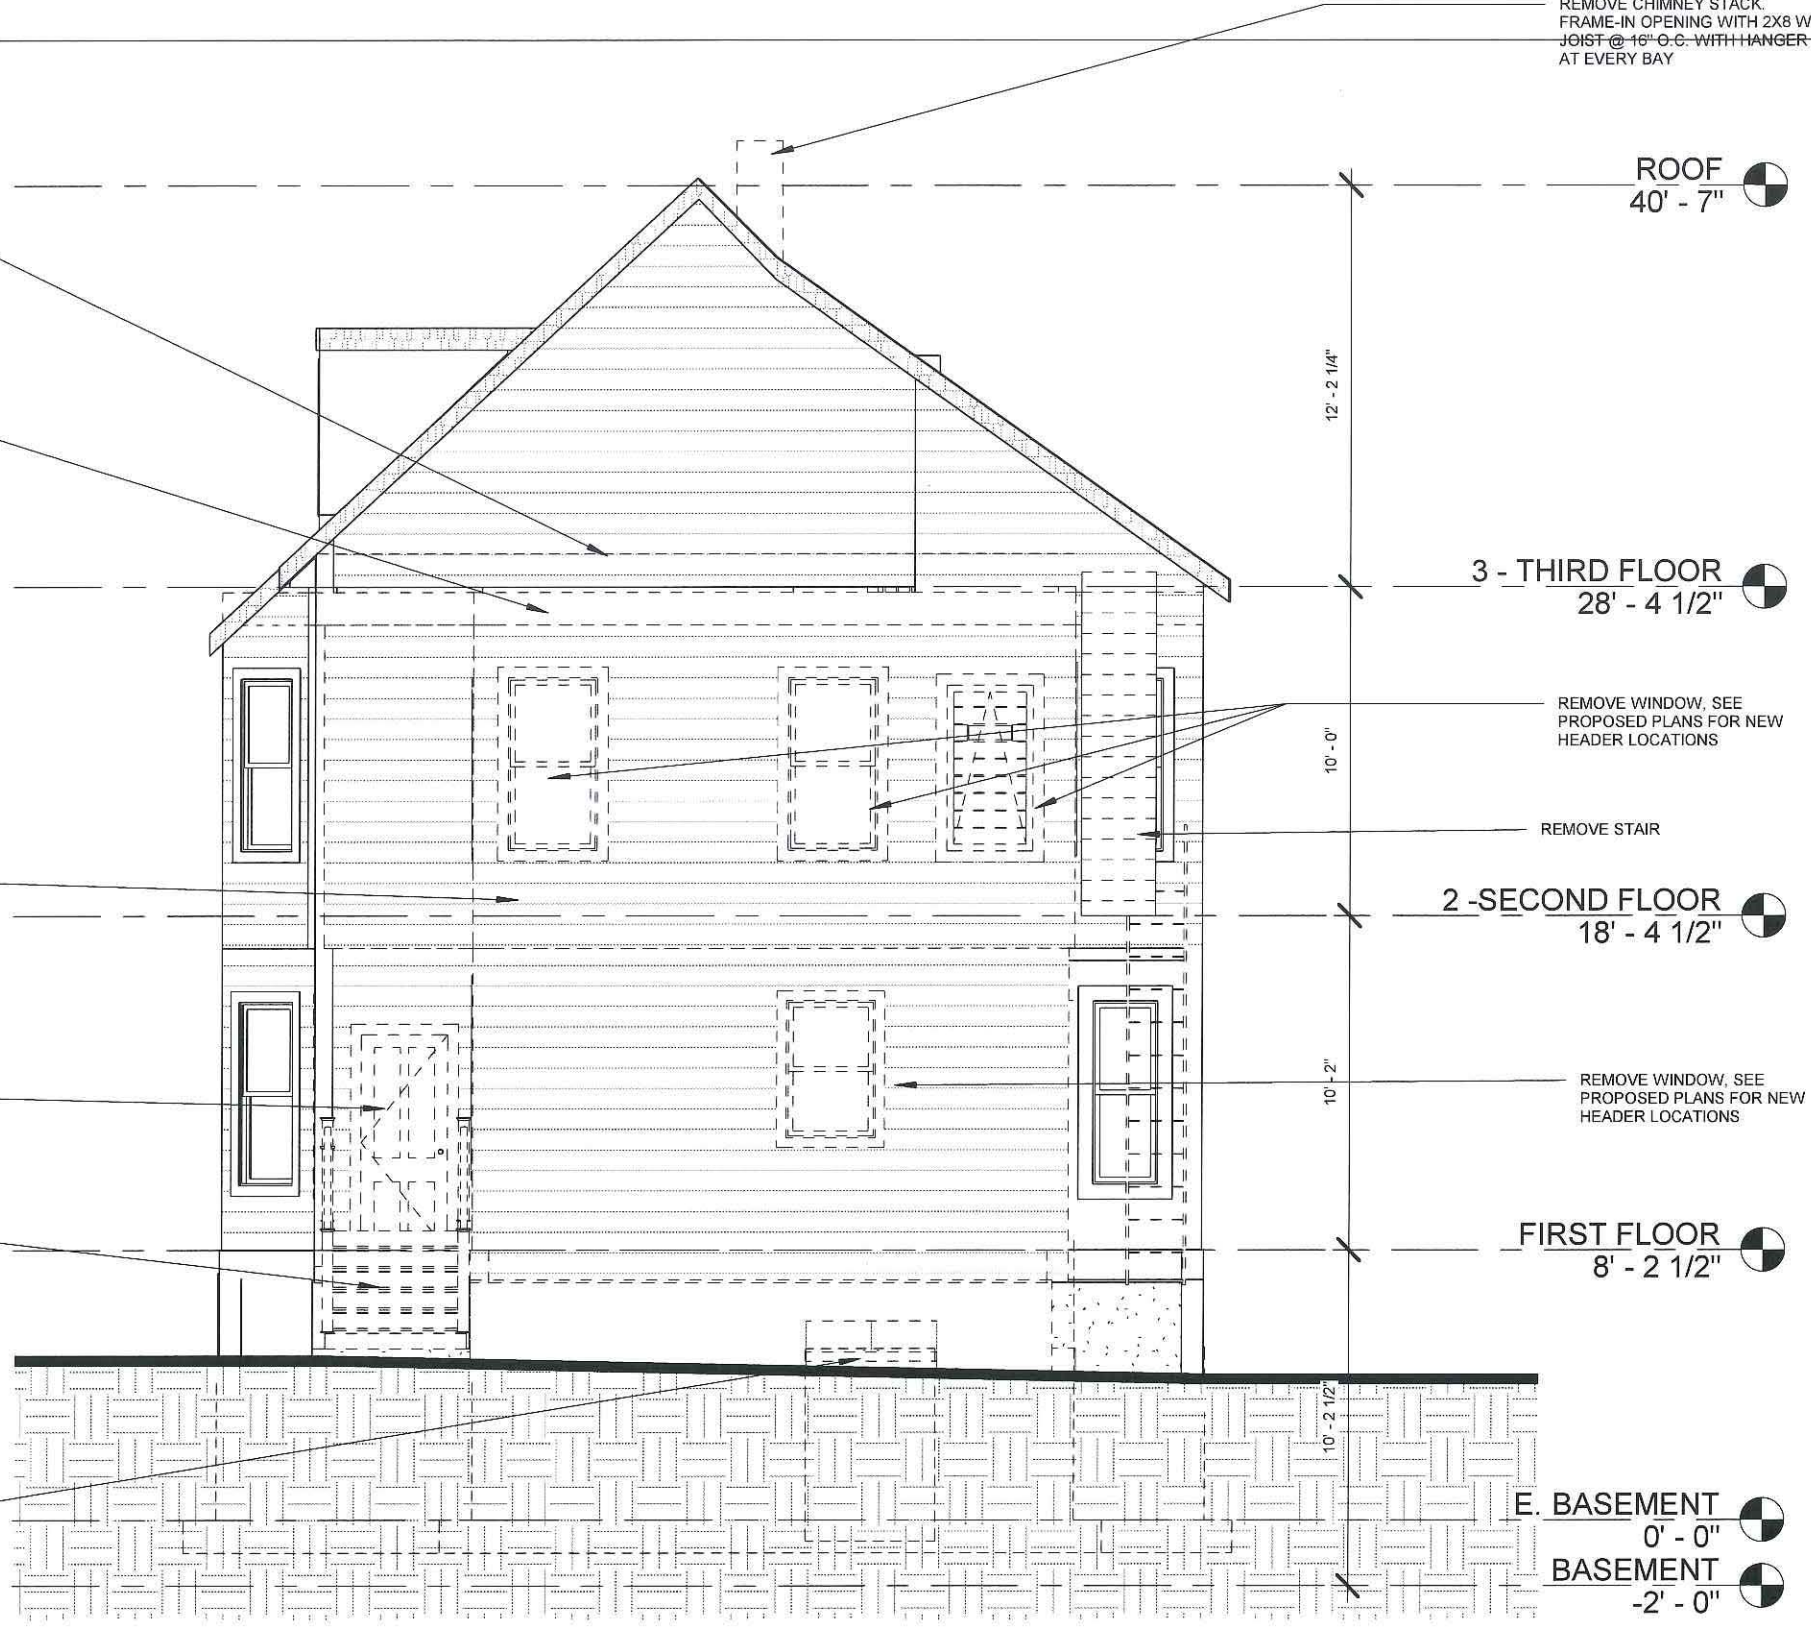 REMOVE CHIMNEY STACK.
FRAME-IN OPENING WITH 2X8 W
JOIST @ 16" O.C. WITH HANGER
AT EVERY BAY
ROOF
40' - 7"
12' - 2 1/4"
3 - THIRD FLOOR
28' - 4 1/2"
REMOVE WINDOW, SEE
PROPOSED PLANS FOR NEW
HEADER LOCATIONS
10' - 0"
REMOVE STAIR
2 -SECOND FLOOR
18' - 4 1/2"
10' - 2"
REMOVE WINDOW, SEE
PROPOSED PLANS FOR NEW
HEADER LOCATIONS
FIRST FLOOR
8' - 2 1/2"
10' - 2 1/2"
E. BASEMENT
0' - 0"
BASEMENT
-2' - 0"